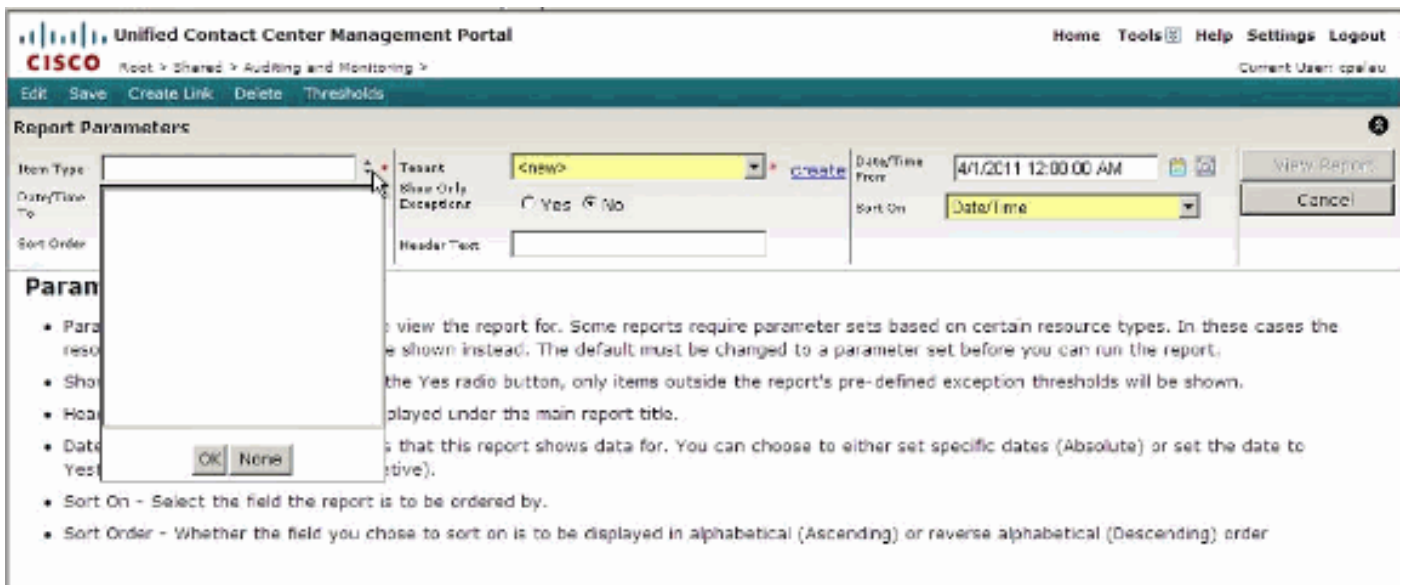 Unified Contact Center Management Portal
Home Tools Help Settings Logout
CISCO Root > Shared > Auditing and Monitoring >
Current User: cpalau
Edit Save Create Link Delete Thresholds
Report Parameters
Item Type
Tenant
<new>
create
Date/Time From
4/1/2011 12:00:00 AM
View Report
Date/Time To
Show Only Exceptions
Yes No
Sort On
Date/Time
Cancel
Sort Order
Header Text
Param
• Para view the report for. Some reports require parameter sets based on certain resource types. In these cases the
reso e shown instead. The default must be changed to a parameter set before you can run the report.
• Show the Yes radio button, only items outside the report's pre-defined exception thresholds will be shown.
• Head played under the main report title.
• Date s that this report shows data for. You can choose to either set specific dates (Absolute) or set the date to
Yest tive).
OK None
• Sort On - Select the field the report is to be ordered by.
• Sort Order - Whether the field you chose to sort on is to be displayed in alphabetical (Ascending) or reverse alphabetical (Descending) order